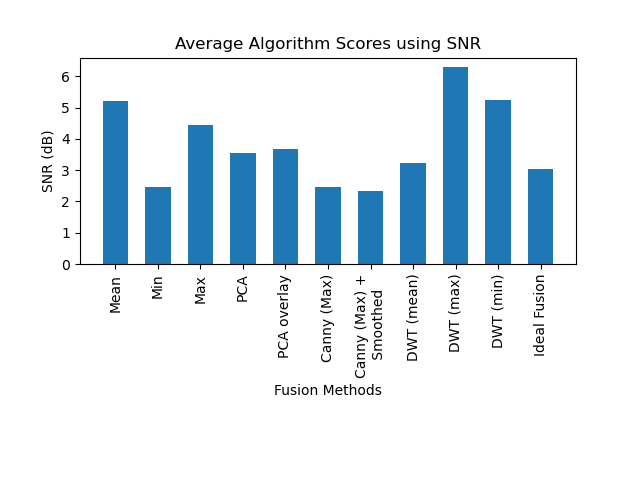 Average Algorithm Scores using SNR
SNR (dB)
6
5
4
3
2
1
0
Mean
Min
Max
PCA
PCA overlay
Canny (Max)
Canny (Max) +
Smoothed
DWT (mean)
DWT (max)
DWT (min)
Ideal Fusion
Fusion Methods